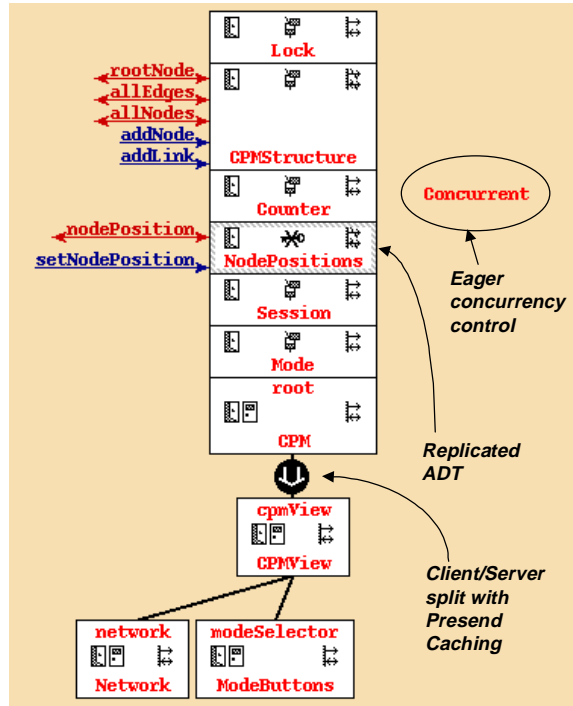 Lock
rootNode
allEdges
allNodes
addNode
addLink
CPMStructure
Counter
Concurrent
nodePosition
setNodePosition
NodePositions
Eager
concurrency
control
Session
Mode
root
CPM
Replicated
ADT
cpmView
CPMView
Client/Server
split with
Presend
Caching
network
Network
modeSelector
ModeButtons